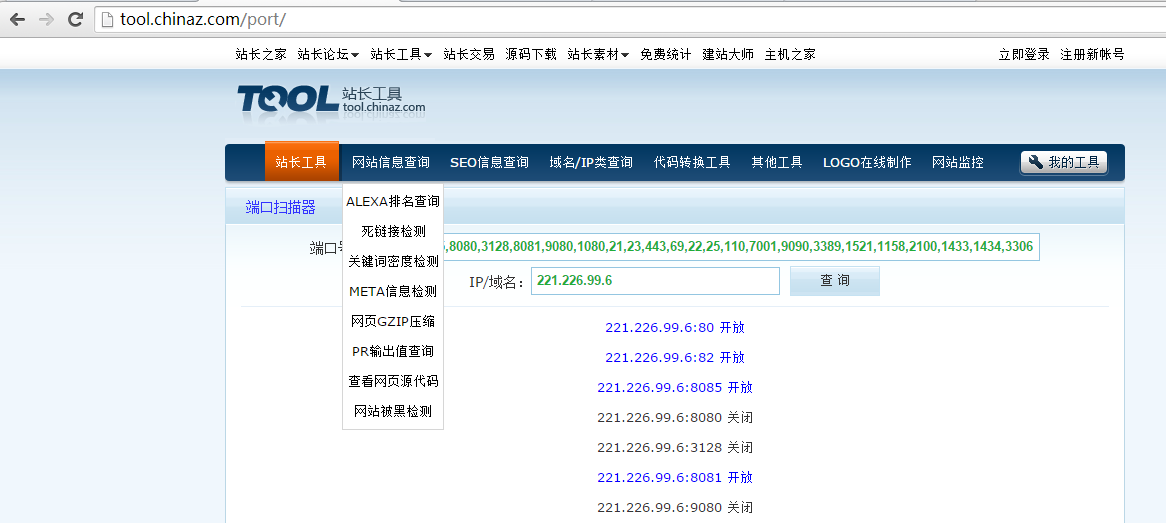 tool.chinaz.com/port/
站长之家 站长论坛 站长工具 站长交易 源码下载 站长素材 免费统计 建站大师 主机之家 立即登录 注册新帐号
TOOL 站长工具
tool.chinaz.com
站长工具 网站信息查询 SEO信息查询 域名/IP类查询 代码转换工具 其他工具 LOGO在线制作 网站监控 我的工具
端口扫描器
ALEXA排名查询
死链接检测
关键词密度检测
META信息检测
网页GZIP压缩
PR输出值查询
查看网页源代码
网站被黑检测
端口 ,8080,3128,8081,9080,1080,21,23,443,69,22,25,110,7001,9090,3389,1521,1158,2100,1433,1434,3306
IP/域名: 221.226.99.6 查 询
221.226.99.6:80 开放
221.226.99.6:82 开放
221.226.99.6:8085 开放
221.226.99.6:8080 关闭
221.226.99.6:3128 关闭
221.226.99.6:8081 开放
221.226.99.6:9080 关闭